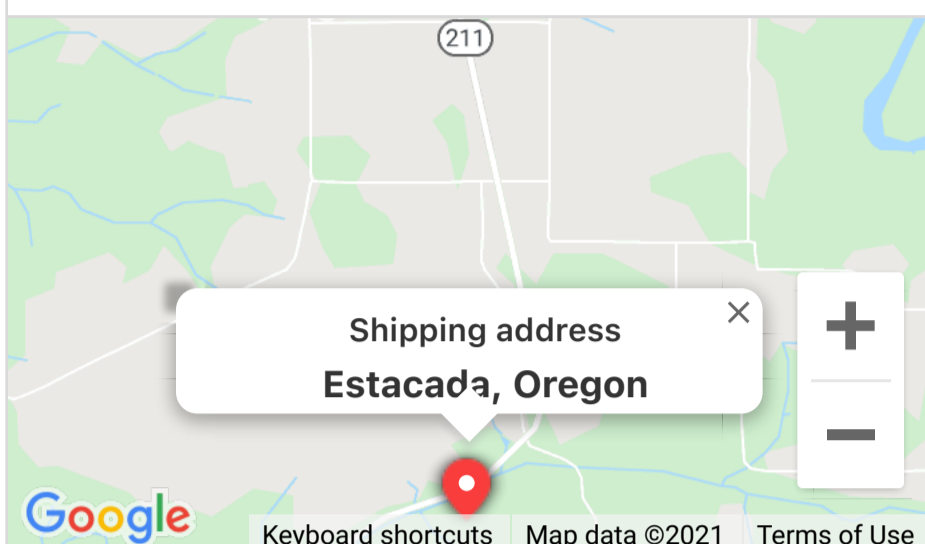 211
Shipping address
Estacada, Oregon
Google
Keyboard shortcuts Map data ©2021 Terms of Use